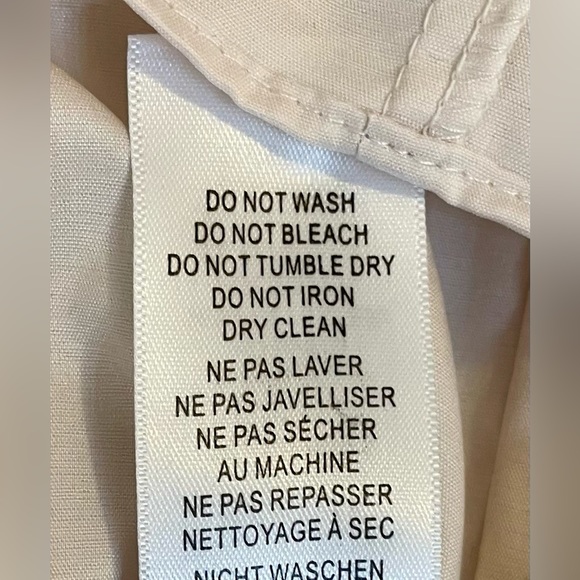 DO NOT WASH
DO NOT BLEACH
DO NOT TUMBLE DRY
DO NOT IRON
DRY CLEAN
NE PAS LAVER
NE PAS JAVELLISER
NE PAS SÉCHER
AU MACHINE
NE PAS REPASSER
NETTOYAGE À SEC
NICHT WASCHEN